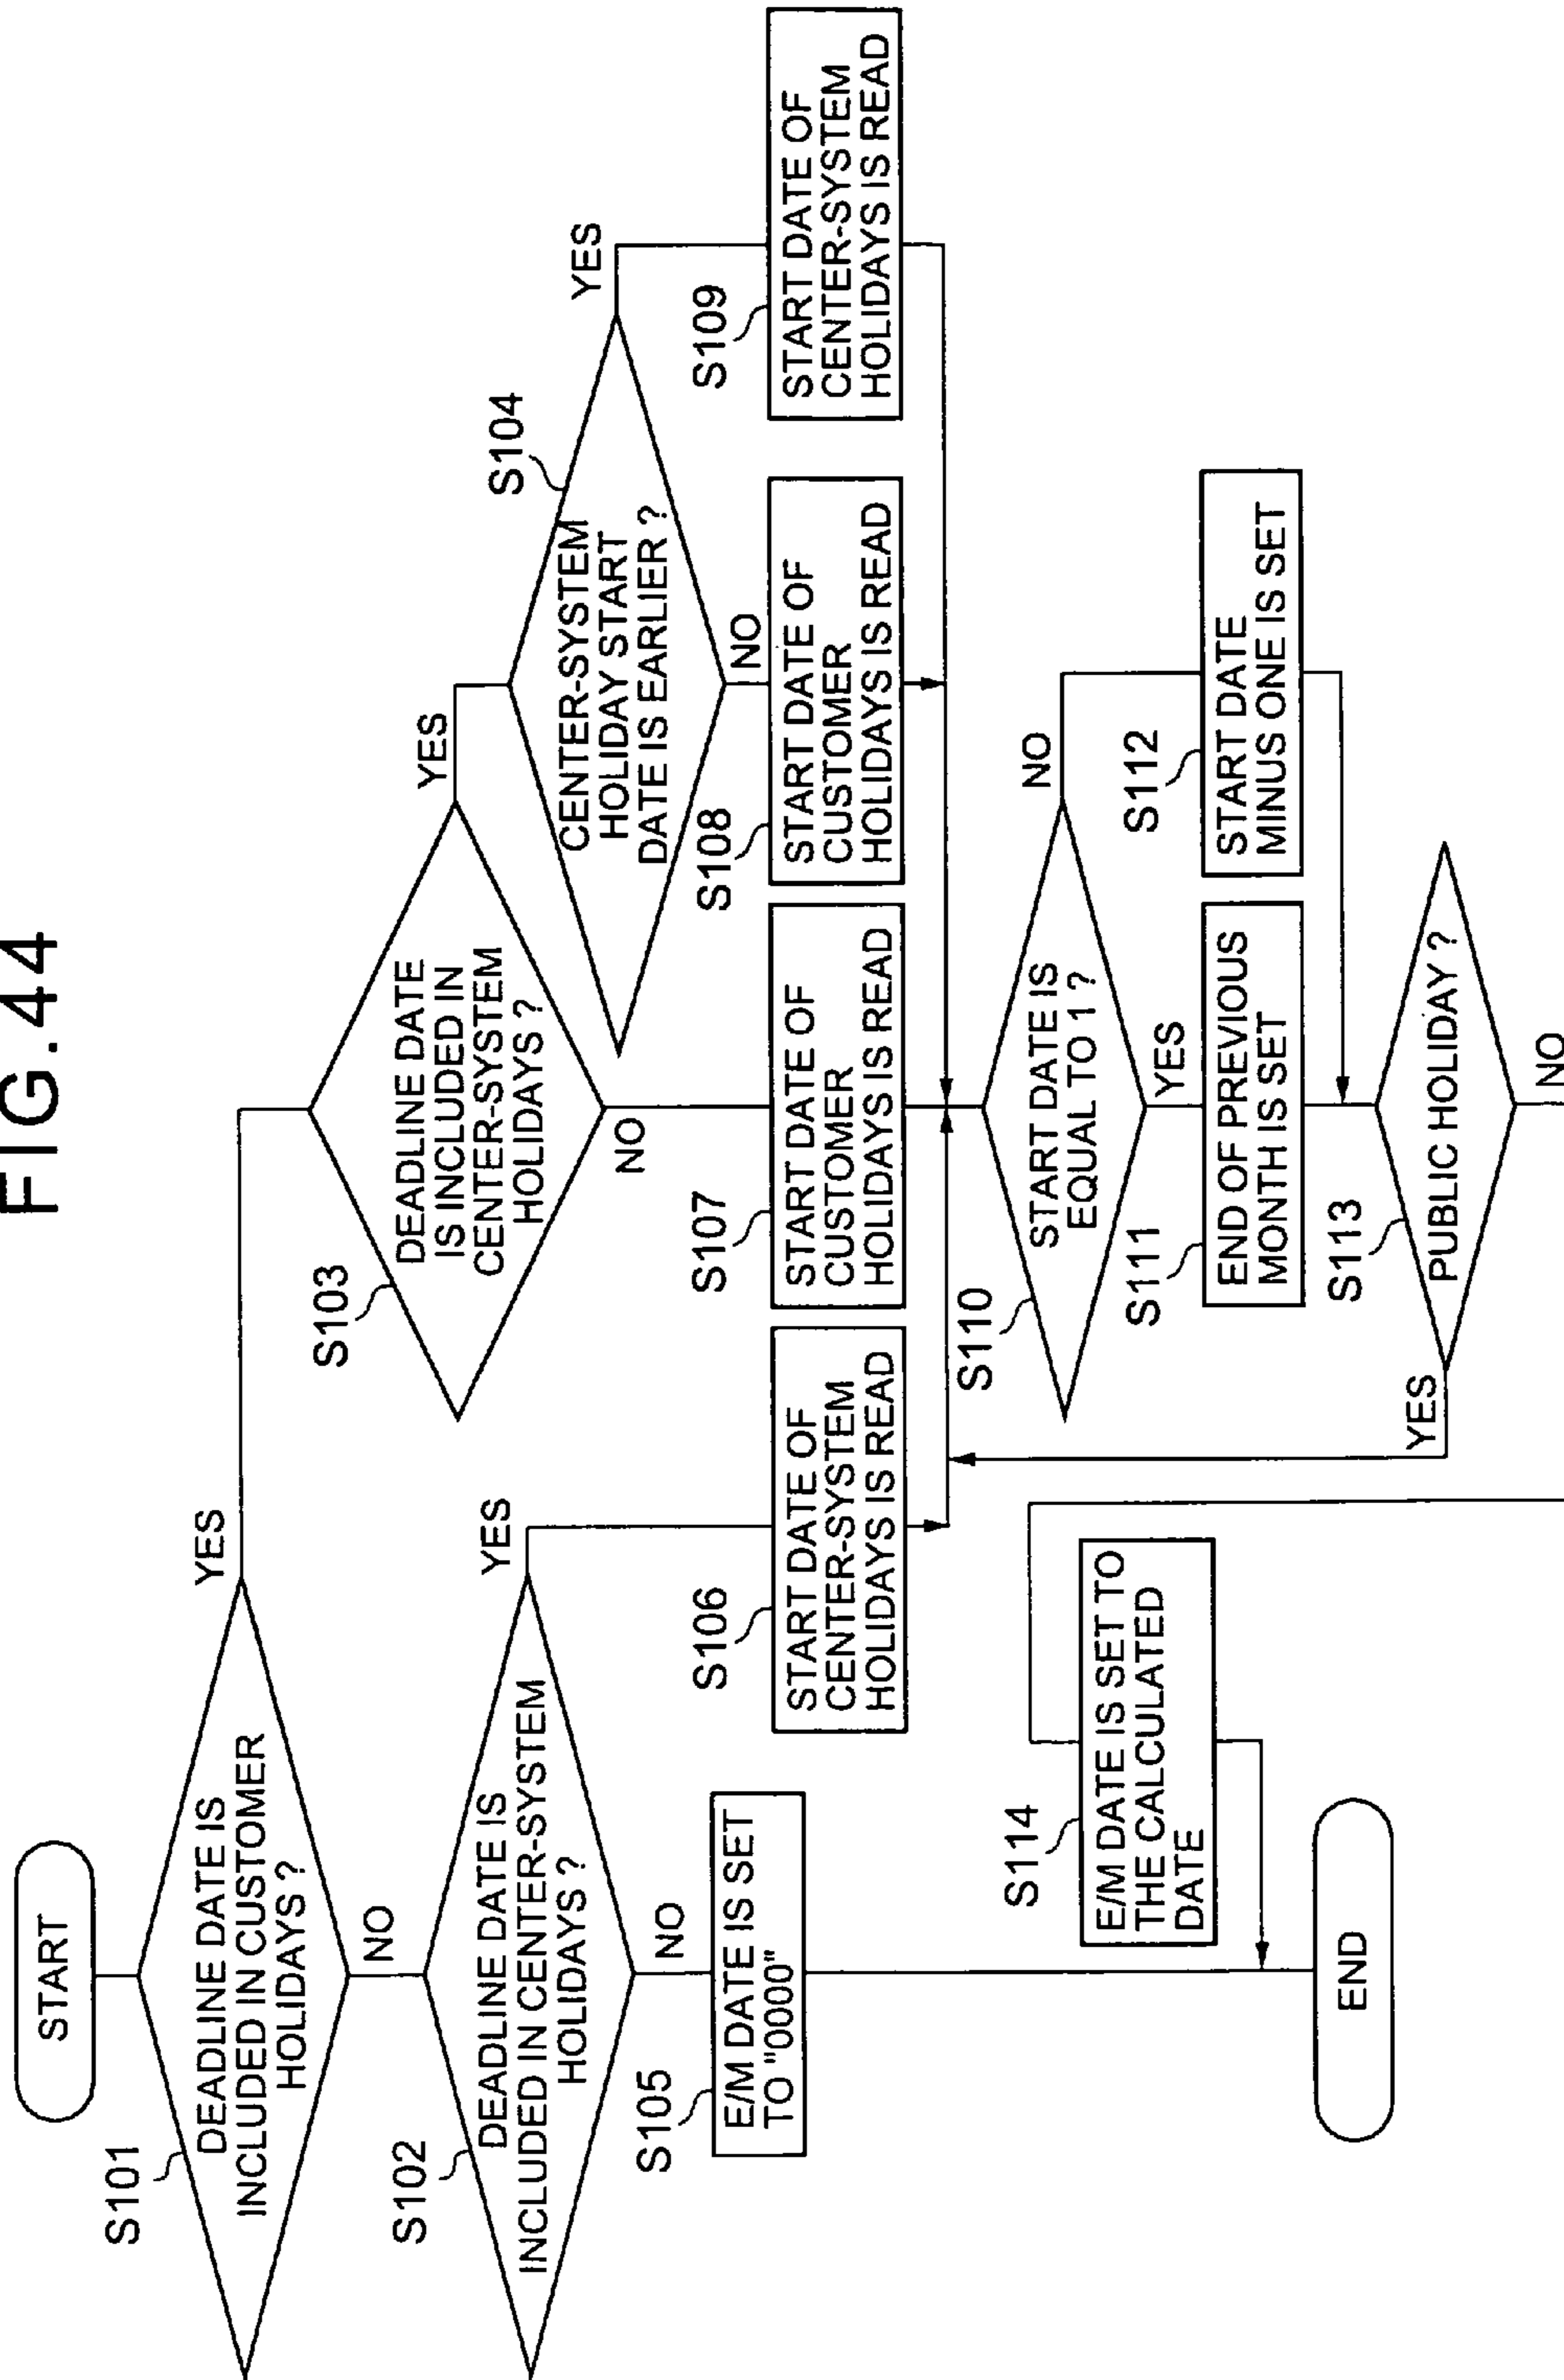 FIG.44
START
S101
DEADLINE DATE IS
INCLUDED IN CUSTOMER
HOLIDAYS ?
YES
NO
S102
DEADLINE DATE IS
INCLUDED IN CENTER-SYSTEM
HOLIDAYS ?
YES
NO
S103
DEADLINE DATE
IS INCLUDED IN
CENTER-SYSTEM
HOLIDAYS ?
YES
NO
S104
CENTER-SYSTEM
HOLIDAY START
DATE IS EARLIER ?
YES
NO
S105
E/M DATE IS SET
TO "0000"
S106
START DATE OF
CENTER-SYSTEM
HOLIDAYS IS READ
S107
START DATE OF
CUSTOMER
HOLIDAYS IS READ
S108
START DATE OF
CUSTOMER
HOLIDAYS IS READ
S109
START DATE OF
CENTER-SYSTEM
HOLIDAYS IS READ
S110
START DATE IS
EQUAL TO 1 ?
NO
YES
S111
END OF PREVIOUS
MONTH IS SET
S112
START DATE
MINUS ONE IS SET
S113
PUBLIC HOLIDAY ?
YES
NO
S114
E/M DATE IS SET TO
THE CALCULATED
DATE
END